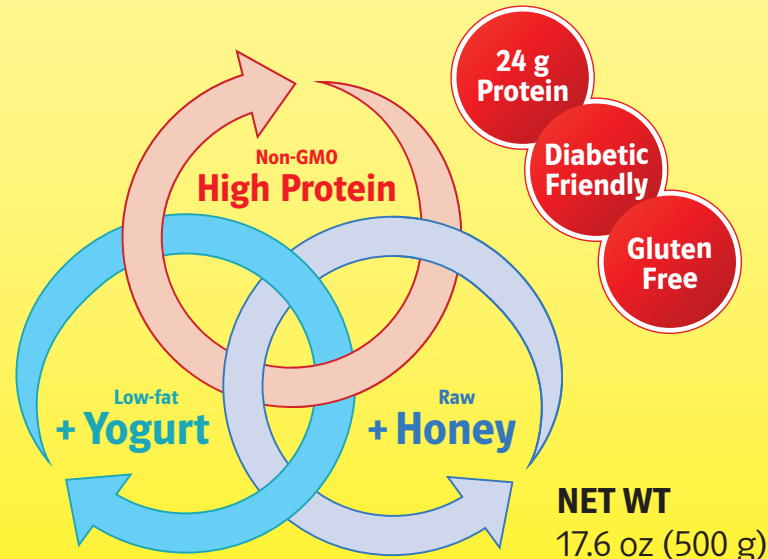 24 g
Protein
Diabetic
Friendly
Gluten
Free
Non-GMO
High Protein
Low-fat
+ Yogurt
Raw
+ Honey
NET WT
17.6 oz (500 g)